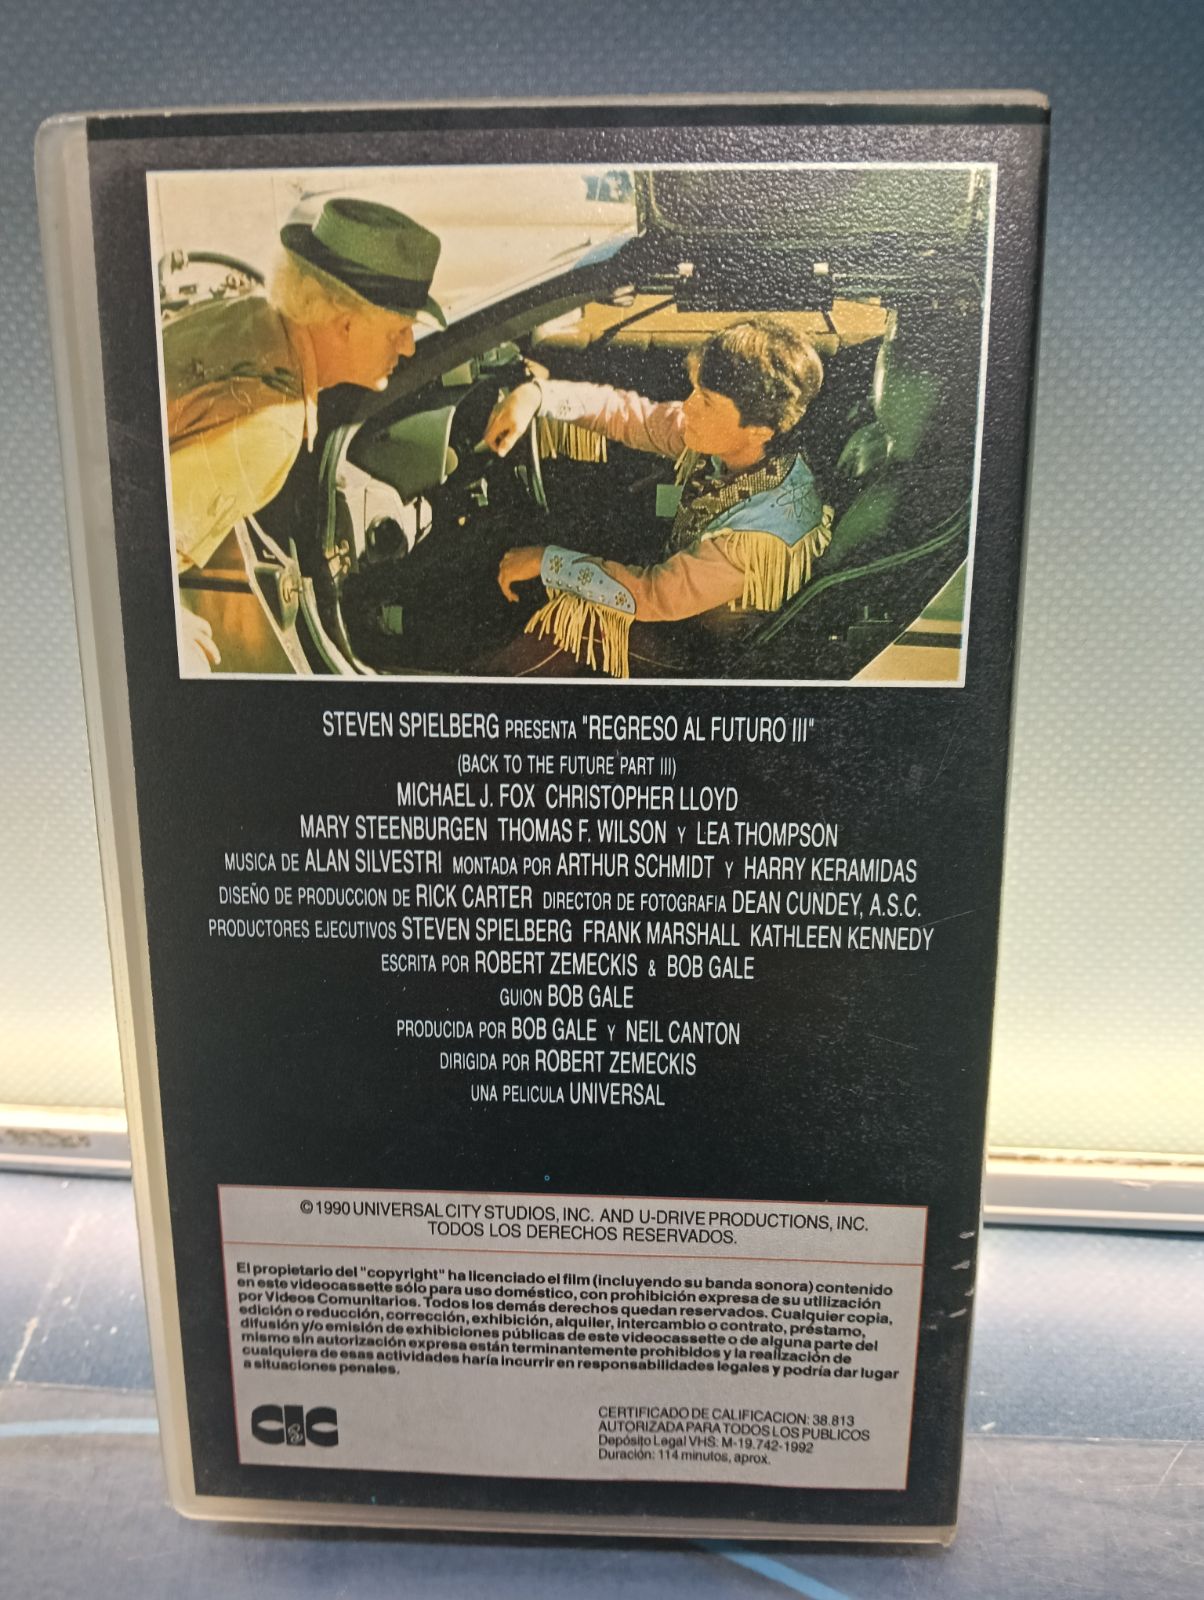 STEVEN SPIELBERG PRESENTA "REGRESO AL FUTURO III"
(BACK TO THE FUTURE PART III)
MICHAEL J. FOX CHRISTOPHER LLOYD
MARY STEENBURGEN THOMAS F. WILSON Y LEA THOMPSON
MUSICA DE ALAN SILVESTRI MONTADA POR ARTHUR SCHMIDT Y HARRY KERAMIDAS
DISEÑO DE PRODUCCION DE RICK CARTER DIRECTOR DE FOTOGRAFIA DEAN CUNDEY, A.S.C.
PRODUCTORES EJECUTIVOS STEVEN SPIELBERG FRANK MARSHALL KATHLEEN KENNEDY
ESCRITA POR ROBERT ZEMECKIS & BOB GALE
GUION BOB GALE
PRODUCIDA POR BOB GALE Y NEIL CANTON
DIRIGIDA POR ROBERT ZEMECKIS
UNA PELICULA UNIVERSAL
©1990 UNIVERSAL CITY STUDIOS, INC. AND U-DRIVE PRODUCTIONS, INC.
TODOS LOS DERECHOS RESERVADOS.
El propietario del "copyright" ha licenciado el film (incluyendo su banda sonora) contenido
en este videocassette sólo para uso doméstico, con prohibición expresa de su utilización
por Videos Comunitarios. Todos los demás derechos quedan reservados. Cualquier copia,
edición o reducción, corrección, exhibición, alquiler, intercambio o contrato, préstamo,
difusión y/o emisión de exhibiciones públicas de este videocassette o de alguna parte del
mismo sin autorización expresa están terminantemente prohibidos y la realización de
cualquiera de esas actividades haría incurrir en responsabilidades legales y podría dar lugar
a situaciones penales.
CIC
CERTIFICADO DE CALIFICACION: 38.813
AUTORIZADA PARA TODOS LOS PUBLICOS
Depósito Legal VHS: M-19.742-1992
Duración: 114 minutos, aprox.